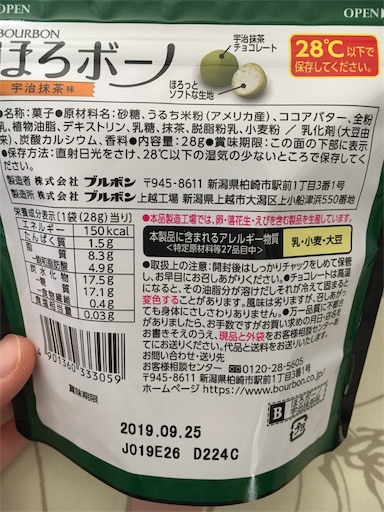 OPEN
OPEN
BOURBON
ほろボーノ
宇治抹茶味
宇治抹茶
チョコレート
ほろっと
ソフトな生地
28℃以下で
保存してください。
●名称:菓子●原材料名:砂糖、うるち米粉(アメリカ産)、ココアバター、全粉
乳、植物油脂、デキストリン、乳糖、抹茶、脱脂粉乳、小麦粉 / 乳化剤(大豆由
来)、炭酸カルシウム、香料●内容量:28g●賞味期限:この面の下部に表示
●保存方法:直射日光をさけ、28℃以下の湿気の少ないところで保存してくださ
い。
製造者 株式会社 ブルボン 〒945-8611 新潟県柏崎市駅前1丁目3番1号
製造所 株式会社 ブルボン 上越工場 新潟県上越市大潟区上小船津浜550番地
栄養成分表示(1袋(28g)当り)
エネルギー 150kcal
たんぱく質 1.5g
脂質 8.3g
飽和脂肪酸 4.9g
炭水化物 17.5g
糖質 17.1g
食物繊維 0.4g
食塩相当量 0.03g
●本品製造工場では、卵・落花生・えびを含む製品を生産しています。
本製品に含まれるアレルギー物質
<特定原材料等27品目中>
乳・小麦・大豆
●取扱上の注意:開封後はしっかりチャックをしめて保管
し、お早目にお召しあがりください。●チョコレートは高温
になると、その油脂分が溶けだしそれが冷えて固まると
変色することがあります。風味は劣りますが、召しあがっ
ても身体にさしさわりありません。●万一品質に不都合
がありましたら、お手数ですがお買い求めの月日・店名を
お書きそえのうえ、現品と外袋をお客様相談センターあ
てにお送りください。代品と送料をお送りいたします。
お問い合わせ・送り先
お客様相談センター 0120-28-5605
〒945-8611 新潟県柏崎市駅前1丁目3番1号
ホームページ https://www.bourbon.co.jp/
4 901360 333059
賞味期限
B
ほろボーノ
宇治抹茶
プラ
2019.09.25
J019E26 D224C